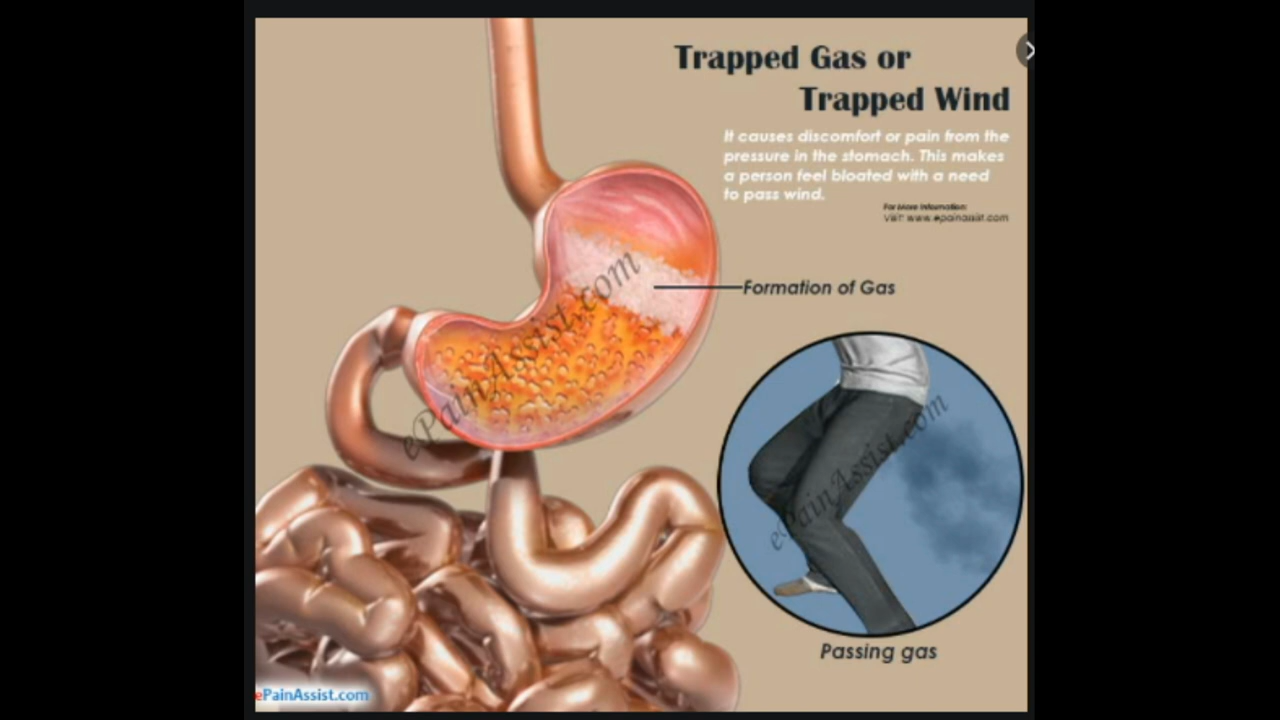 Trapped Gas or
Trapped Wind
It causes discomfort or pain from the
pressure in the stomach. This makes
a person feel bloated with a need
to pass wind.
For More Information:
Visit: www.epainassist.com
Formation of Gas
ePainAssist.com
ePainAssist.com
Passing gas
ePainAssist.com